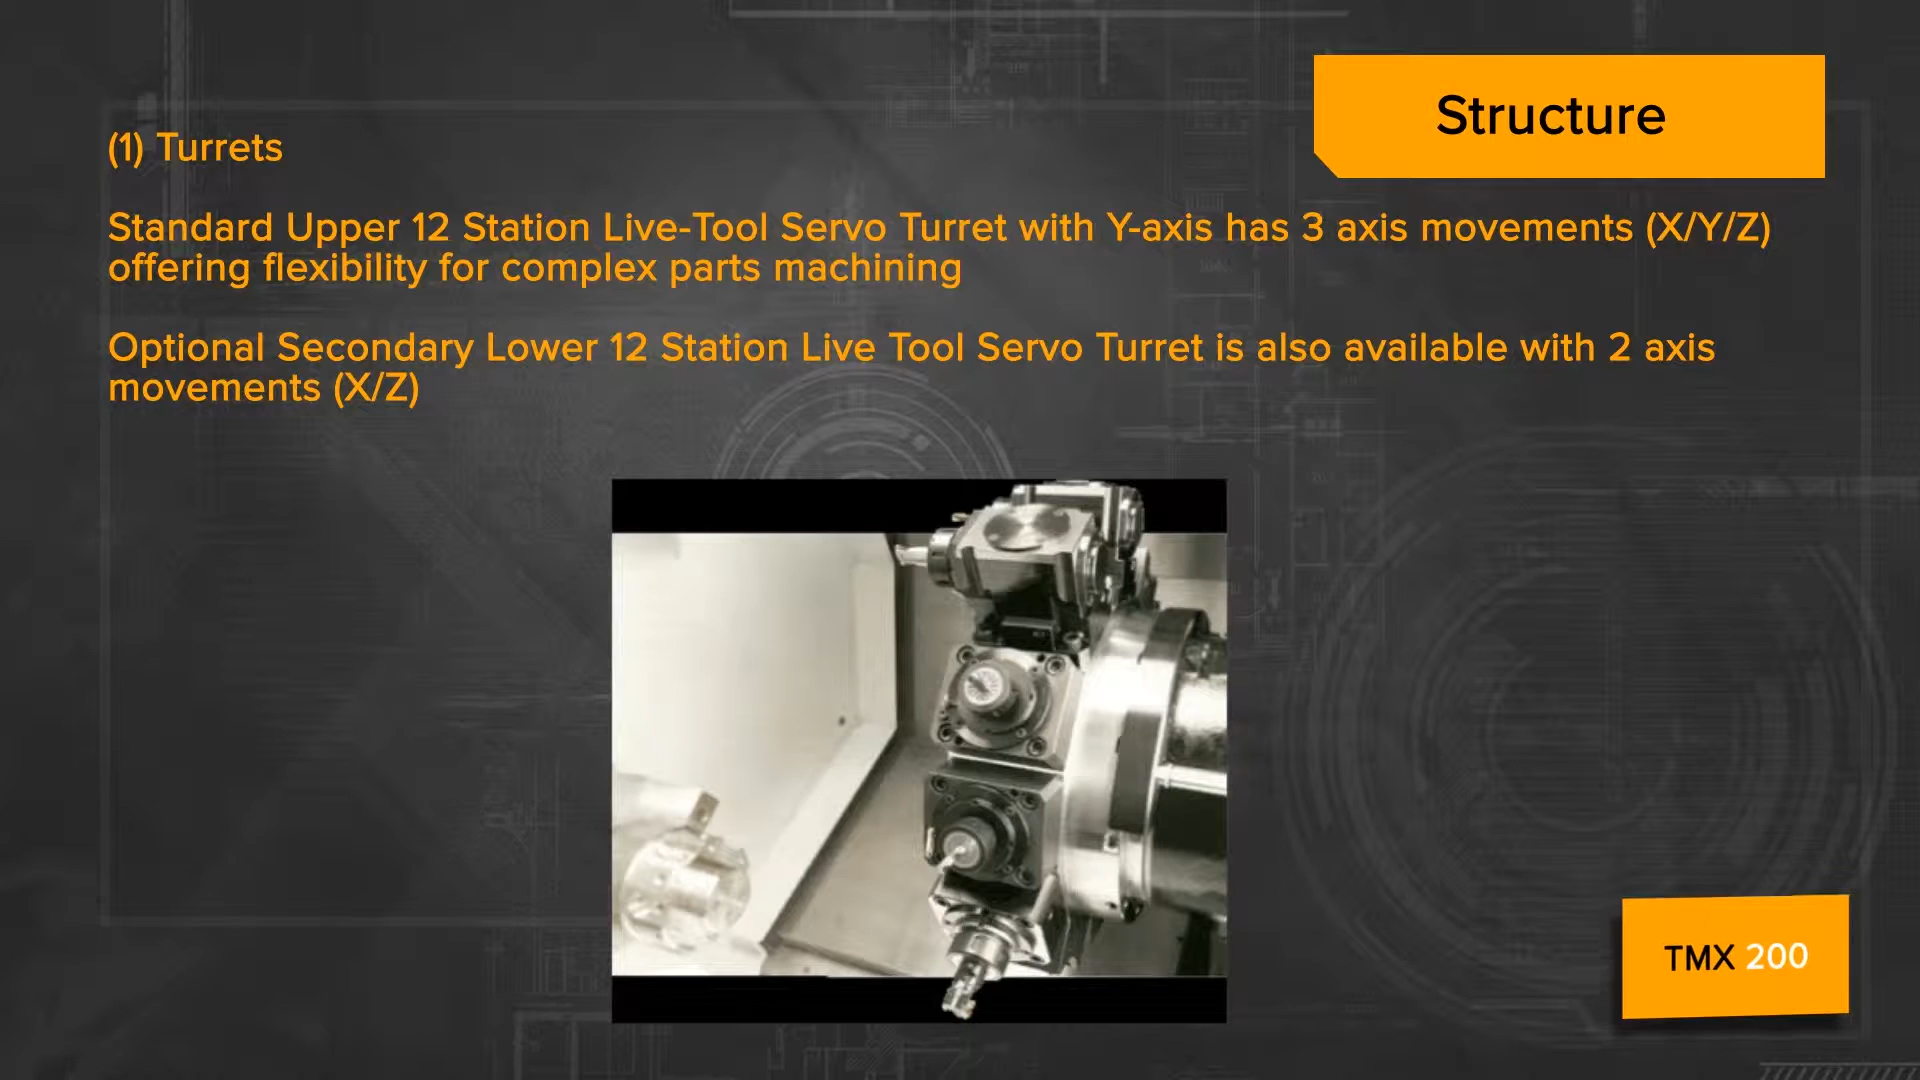 Structure
(1) Turrets
Standard Upper 12 Station Live-Tool Servo Turret with Y-axis has 3 axis movements (X/Y/Z)
offering flexibility for complex parts machining
Optional Secondary Lower 12 Station Live Tool Servo Turret is also available with 2 axis
movements (X/Z)
TMX 200